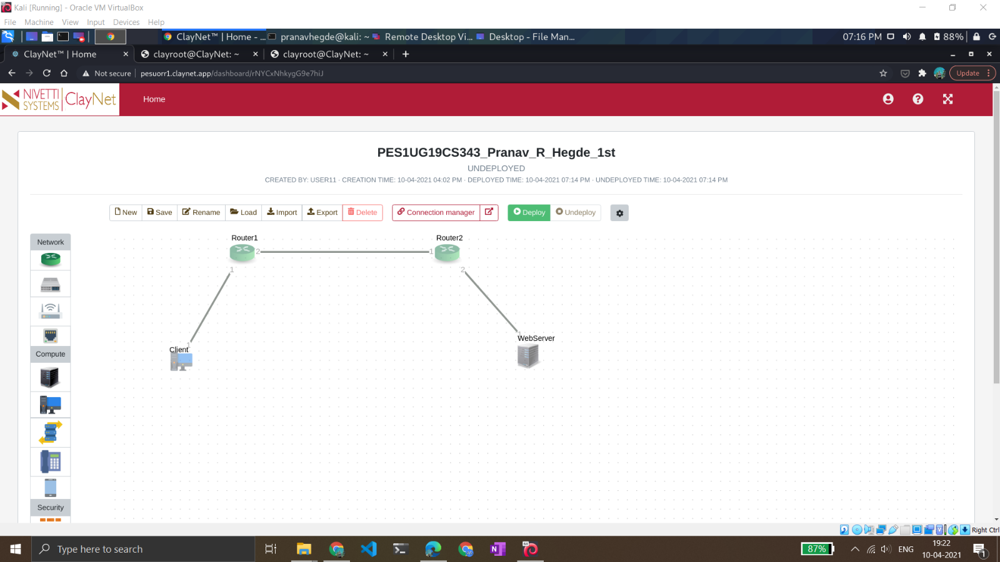 Kali [Running] - Oracle VM VirtualBox
File Machine View Input Devices Help
ClayNet™ | Home - ... pranavhegde@kali: ~ Remote Desktop Vi... Desktop - File Man... 07:16 PM 88%
ClayNet™ | Home clayroot@ClayNet: ~ clayroot@ClayNet: ~
Not secure pesuorr1.claynet.app/dashboard/rNYCxNhkygG9e7hiJ Update
NIVETTI SYSTEMS ClayNet Home
PES1UG19CS343_Pranav_R_Hegde_1st
UNDEPLOYED
CREATED BY: USER11 · CREATION TIME: 10-04-2021 04:02 PM · DEPLOYED TIME: 10-04-2021 07:14 PM · UNDEPLOYED TIME: 10-04-2021 07:14 PM
New Save Rename Load Import Export Delete Connection manager Deploy Undeploy
Network
Router1
Router2
2 1
1 2
1
WebServer
1
Client
Compute
Security
Right Ctrl
Type here to search 87% ENG 19:22
10-04-2021
1